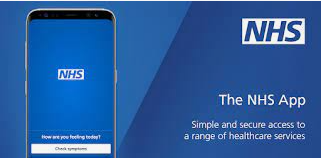 NHS
NHS
How are you feeling today?
Check symptoms
The NHS App
Simple and secure access to
a range of healthcare services